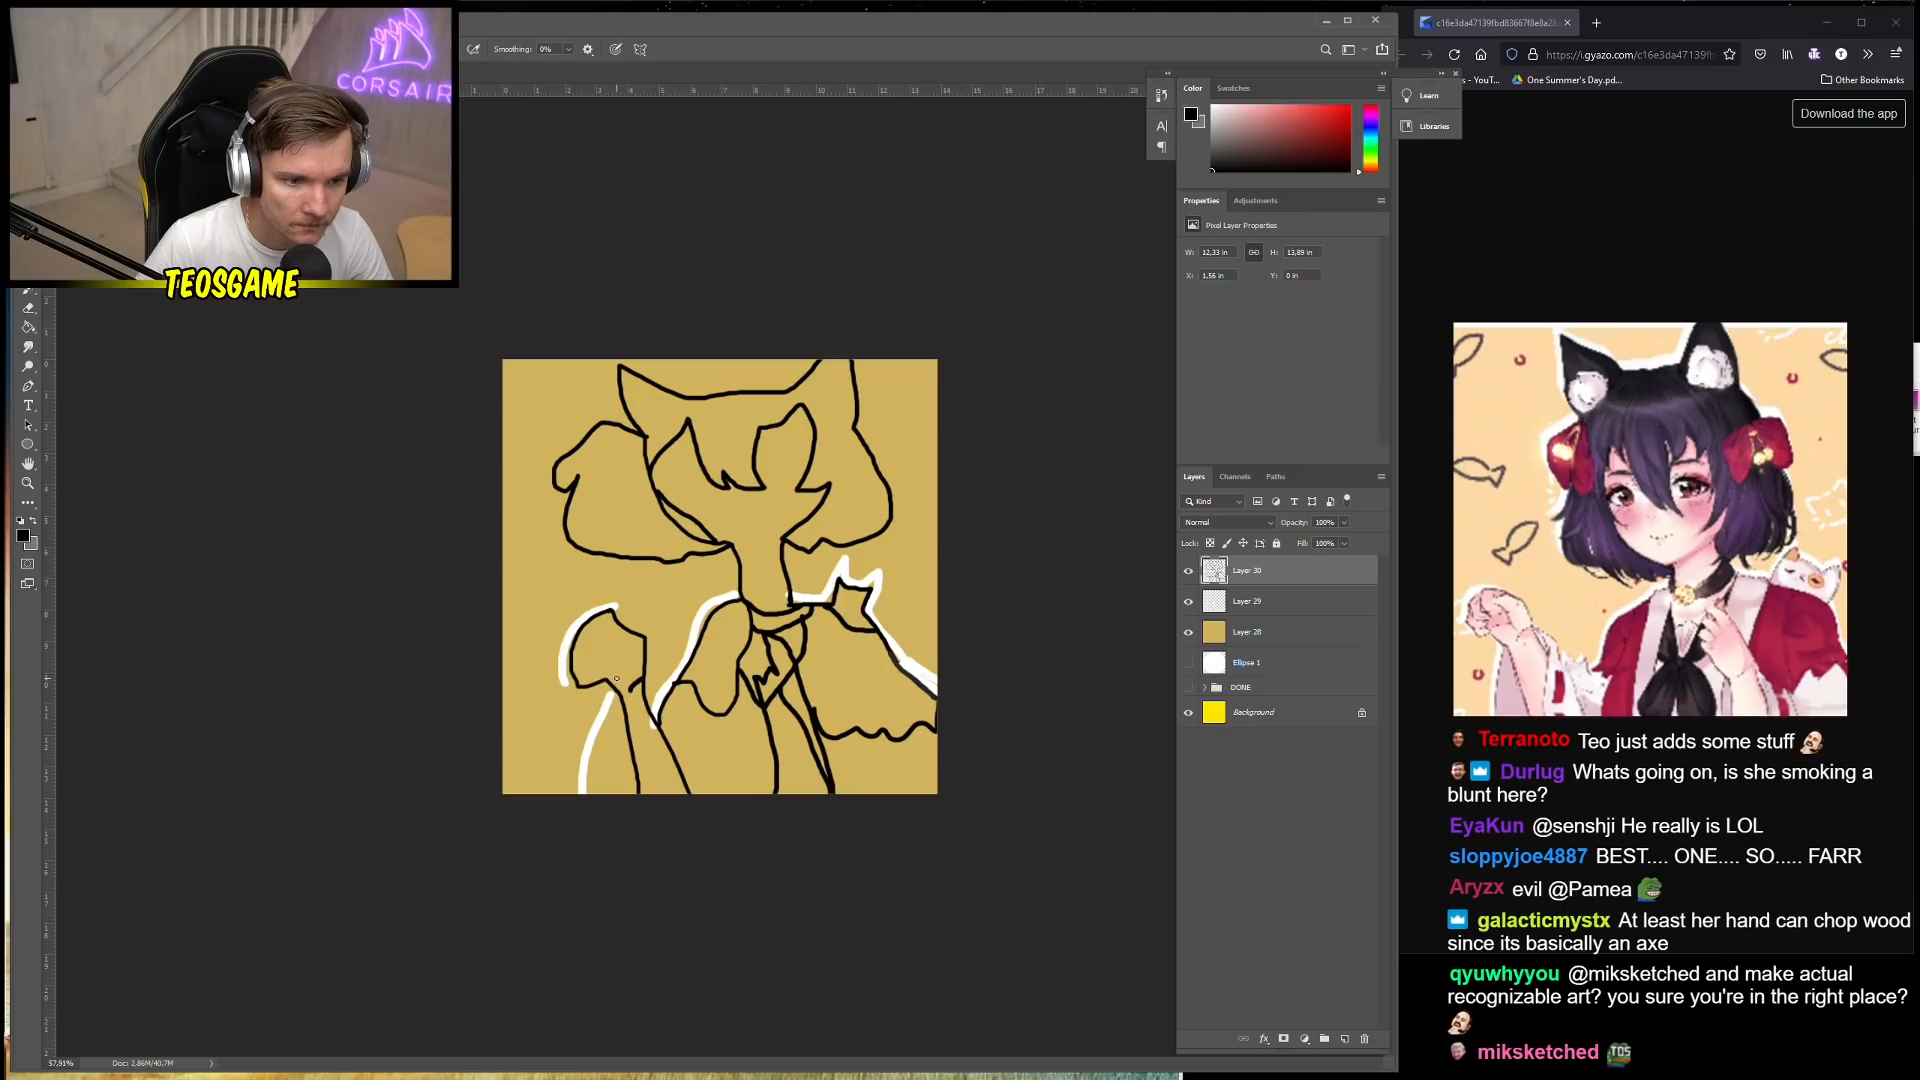 CORSAIR
TEOSGAME
Smoothing: 0%
Color
Swatches
Learn
Libraries
Properties
Adjustments
Pixel Layer Properties
W: 12,33 in
H: 13,89 in
X: 1,56 in
Y: 0 in
Layers
Channels
Paths
Kind
Normal
Opacity: 100%
Lock:
Fill: 100%
Layer 30
Layer 29
Layer 28
Ellipse 1
DONE
Background
57,91%
Doc: 2,86M/40,7M
c16e3da47139fbd83667f8e8a28
https://i.gyazo.com/c16e3da47139fb
s - YouT...
One Summer's Day.pd...
Other Bookmarks
Download the app
Terranoto Teo just adds some stuff
Durlug Whats going on, is she smoking a
blunt here?
EyaKun @senshji He really is LOL
sloppyjoe4887 BEST.... ONE.... SO..... FARR
Aryzx evil @Pamea
galacticmystx At least her hand can chop wood
since its basically an axe
qyuwhyyou @miksketched and make actual
recognizable art? you sure you're in the right place?
miksketched